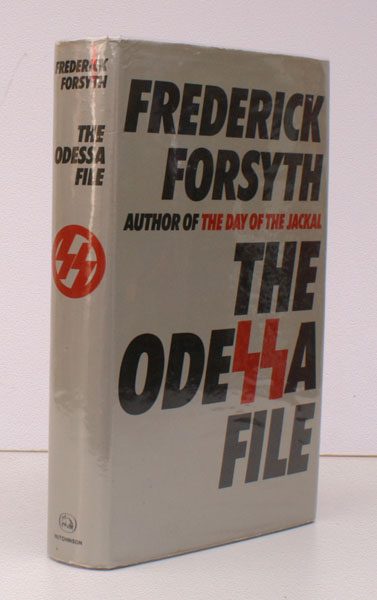 FREDERICK
FORSYTH
THE
ODESSA
FILE
HUTCHINSON
FREDERICK
FORSYTH
AUTHOR OF THE DAY OF THE JACKAL
THE
ODESSA
FILE